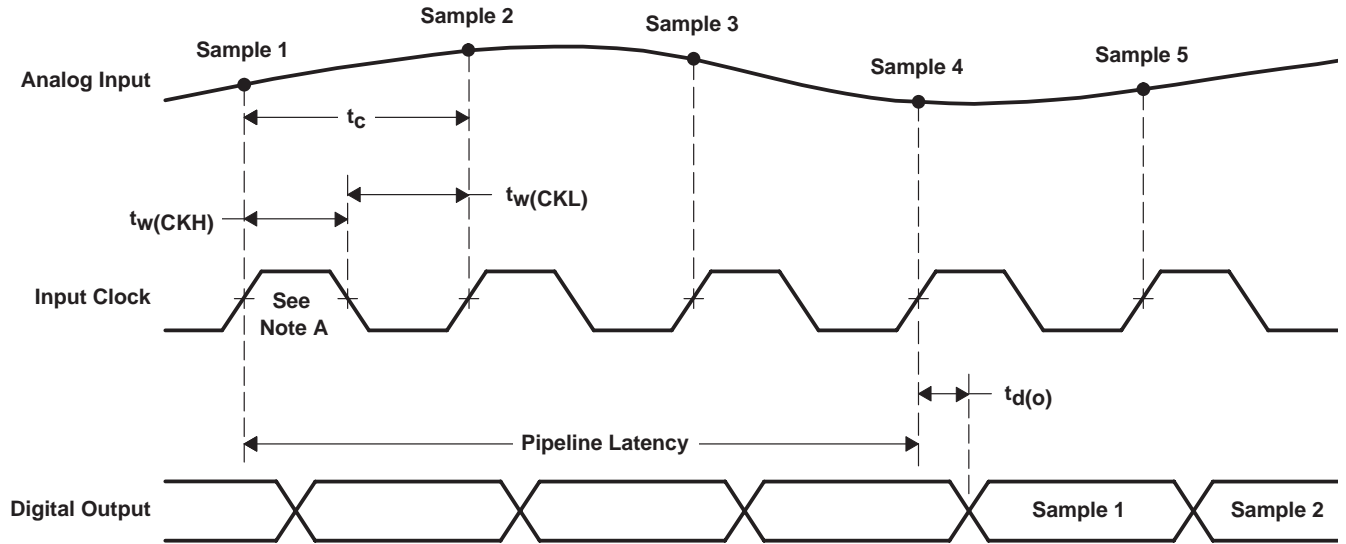 Sample 2
Sample 1
Sample 3
Sample 5
Sample 4
Analog Input
tc
tw(CKL)
tw(CKH)
Input Clock
See
Note A
td(o)
Pipeline Latency
Digital Output
Sample 1
Sample 2